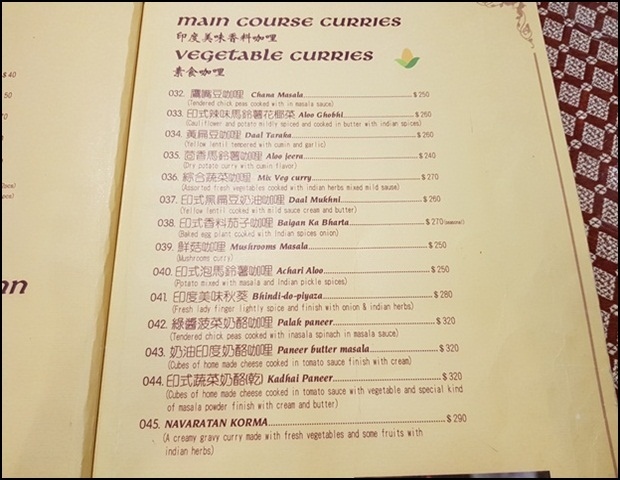 $ 40
50
70
(pcs)
(pcs)
nn
MAIN COURSE CURRIES
印度美味香料咖哩
VEGETABLE CURRIES
素食咖哩
032. 鷹嘴豆咖哩 Chana Masala $ 250
(Tendered chick peas cooked with in masala sauce)
033. 印式辣味馬鈴薯花椰菜 Aloo Ghobhi $ 260
(Cauliflower and potato mildly spiced and cooked in butter with indian spices)
034. 黃扁豆咖哩 Daal Taraka $ 260
(Yellow lentil tempered with cumin and garlic)
035. 茴香馬鈴薯咖哩 Aloo Jeera $ 240
(Dry potato curry with cumin flavor)
036. 綜合蔬菜咖哩 Mix Veg curry $ 270
(Assorted fresh vegetables cooked with indian herbs mixed mild sause)
037. 印式黑扁豆奶油咖哩 Daal Mukhni $ 260
(Yellow lentil cooked with mild sauce cream and butter)
038. 印式香料茄子咖哩 Baigan Ka Bharta $ 270(seasonal)
(Baked egg plant cooked with Indian spices onion)
039. 鮮菇咖哩 Mushrooms Masala $ 250
(Mushrooms curry)
040. 印式泡馬鈴薯咖哩 Achari Aloo $ 250
(Potato mixed with masala and Indian pickle spices)
041. 印度美味秋葵 Bhindi-do-piyaza $ 280
(Fresh lady finger lightly spice and finish with onion & indian herbs)
042. 綠醬菠菜奶酪咖哩 Palak paneer $ 320
(Tendered chick peas cooked with inasala spinach in masala sauce)
043. 奶油印度奶酪咖哩 Paneer butter masala $ 320
(Cubes of home made cheese cooked in tomato sauce finish with cream)
044. 印式蔬菜奶酪(乾) Kadhai Paneer $ 320
(Cubes of home made cheese cooked in tomato sauce with vegetable and special kind
of masala powder finish with cream and butter)
045. NAVARATAN KORMA $ 290
(A creamy gravy curry made with fresh vegetables and some fruits with
indian herbs)